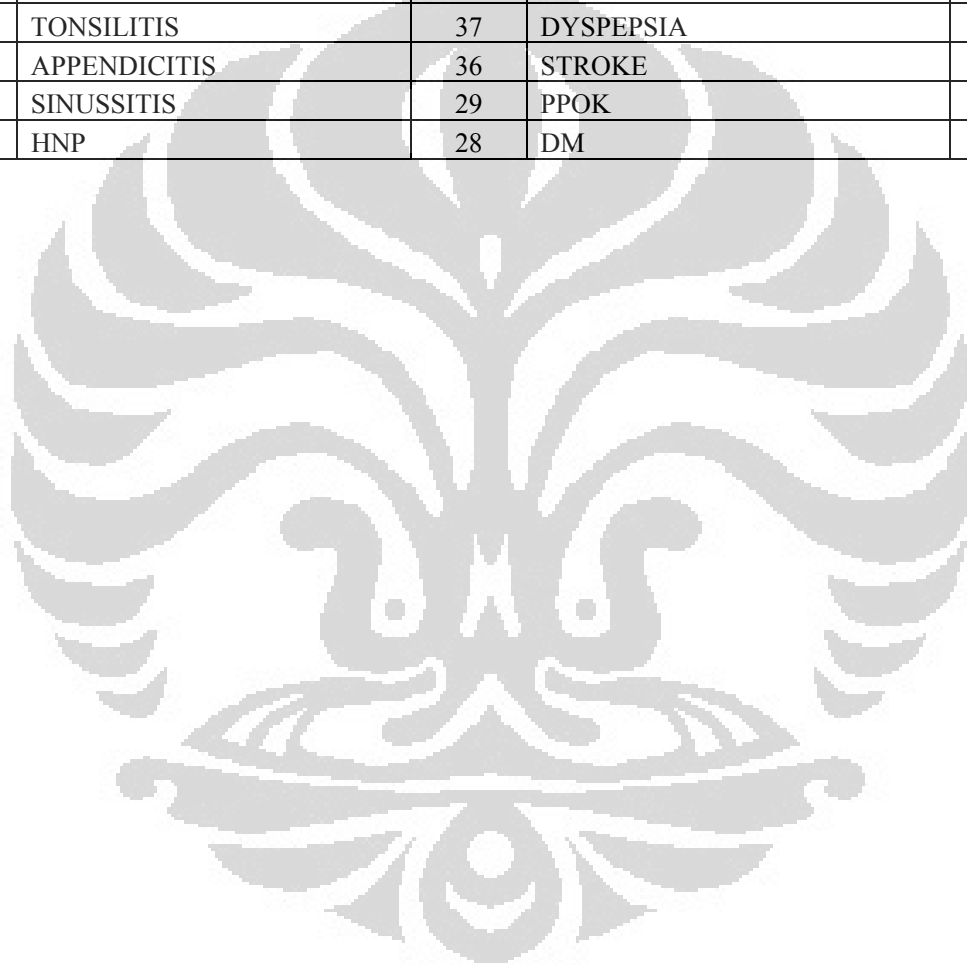 TONSILITIS 37 DYSPEPSIA
APPENDICITIS 36 STROKE
SINUSSITIS 29 PPOK
HNP 28 DM